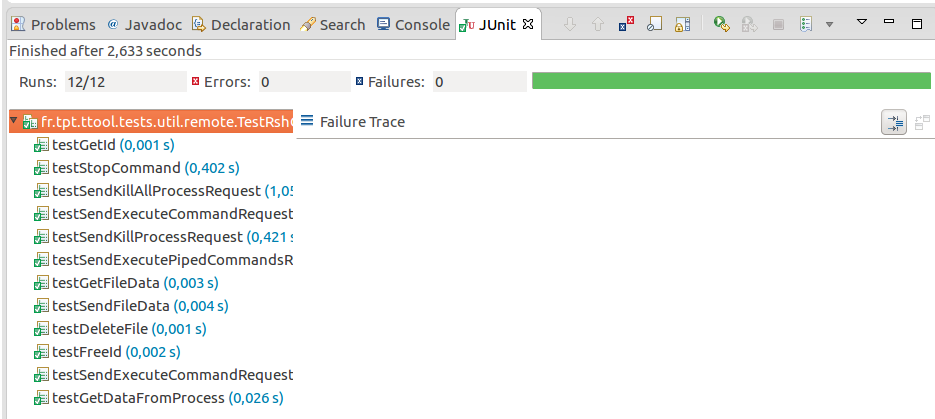 Problems @ Javadoc Declaration Search Console JUnit
Finished after 2,633 seconds
Runs: 12/12 Errors: 0 Failures: 0
fr.tpt.ttool.tests.util.remote.TestRsh
Failure Trace
testGetId (0,001 s)
testStopCommand (0,402 s)
testSendKillAllProcessRequest (1,05
testSendExecuteCommandRequest
testSendKillProcessRequest (0,421 s
testSendExecutePipedCommandsR
testGetFileData (0,003 s)
testSendFileData (0,004 s)
testDeleteFile (0,001 s)
testFreeId (0,002 s)
testSendExecuteCommandRequest
testGetDataFromProcess (0,026 s)